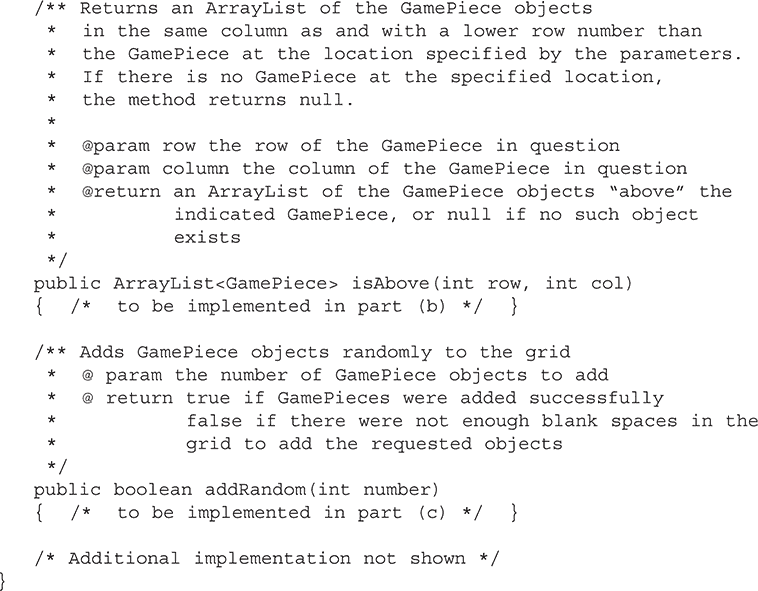 /** Returns an ArrayList of the GamePiece objects
* in the same column as and with a lower row number than
* the GamePiece at the location specified by the parameters.
* If there is no GamePiece at the specified location,
* the method returns null.
*
* @param row the row of the GamePiece in question
* @param column the column of the GamePiece in question
* @return an ArrayList of the GamePiece objects “above” the
* indicated GamePiece, or null if no such object
* exists
*/
public ArrayList<GamePiece> isAbove(int row, int col)
{ /* to be implemented in part (b) */ }
/** Adds GamePiece objects randomly to the grid
* @ param the number of GamePiece objects to add
* @ return true if GamePieces were added successfully
* false if there were not enough blank spaces in the
* grid to add the requested objects
*/
public boolean addRandom(int number)
{ /* to be implemented in part (c) */ }
/* Additional implementation not shown */
}